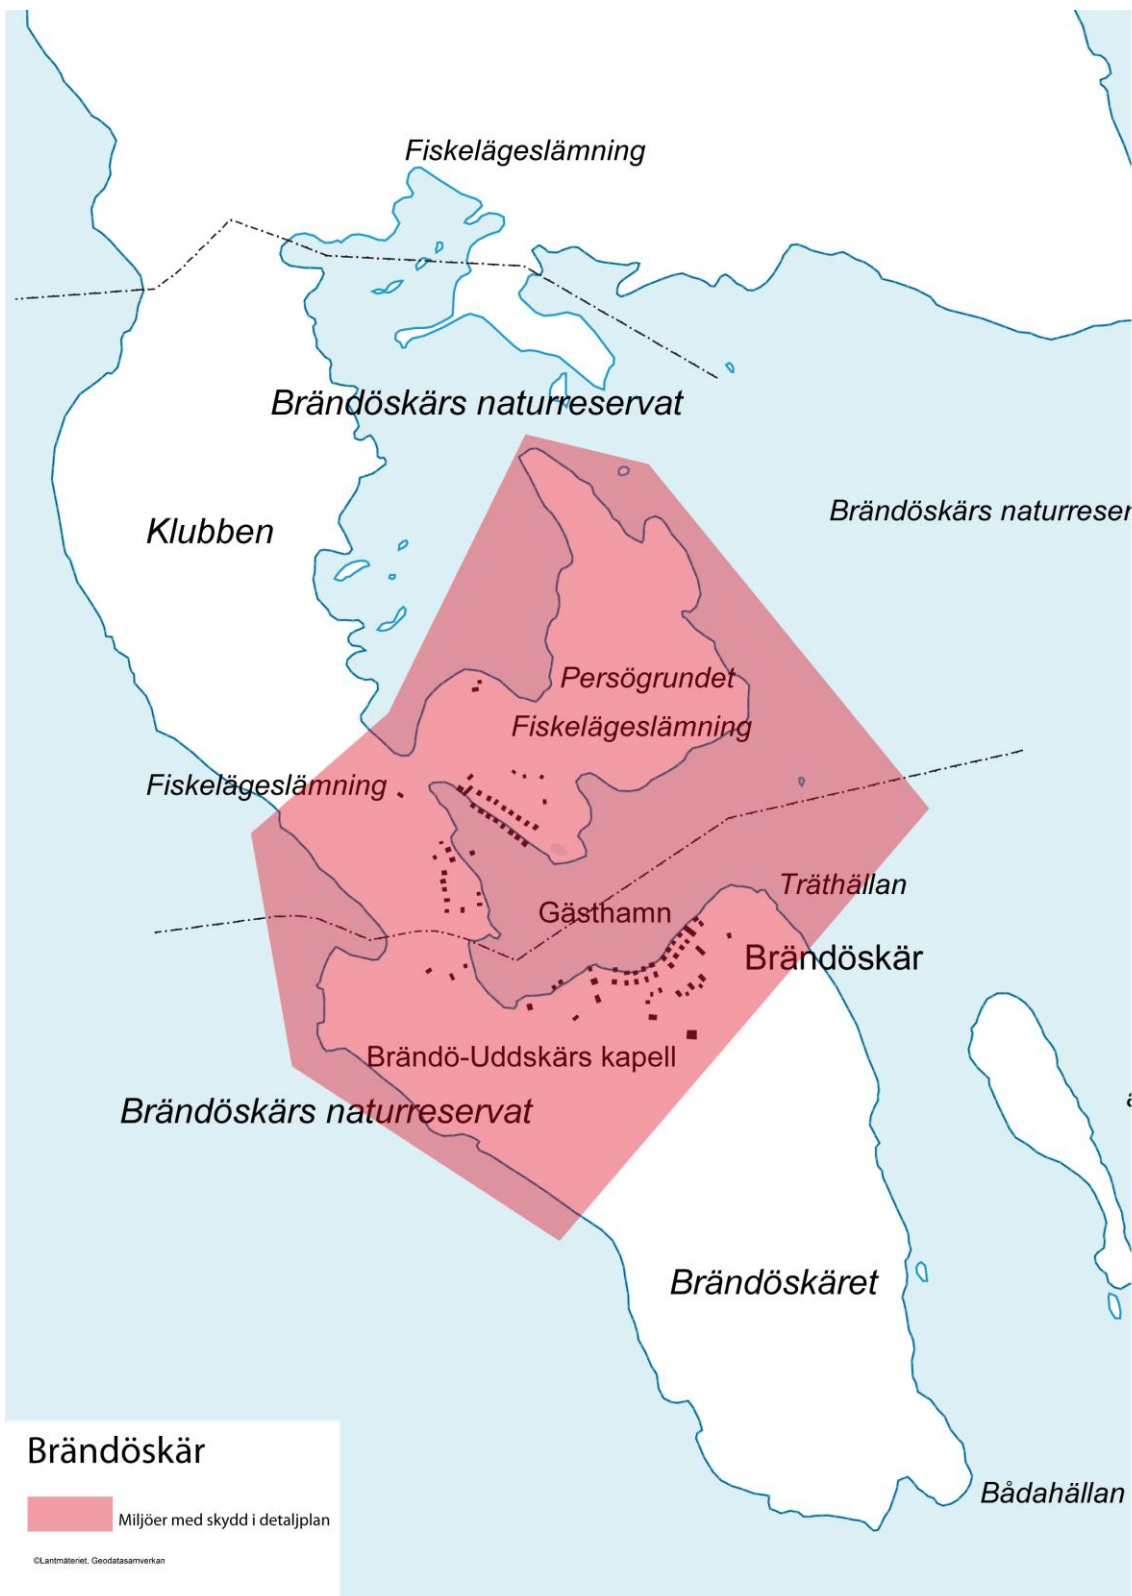 Fiskelägeslämning
Brändöskärs naturreservat
Klubben
Brändöskärs naturreser
Persögrundet
Fiskelägeslämning
Fiskelägeslämning
Träthällan
Gästhamn
Brändöskär
Brändö-Uddskärs kapell
Brändöskärs naturreservat
Brändöskäret
Brändöskär
Bådahällan
Miljöer med skydd i detaljplan
©Lantmäteriet, Geodatasamverkan